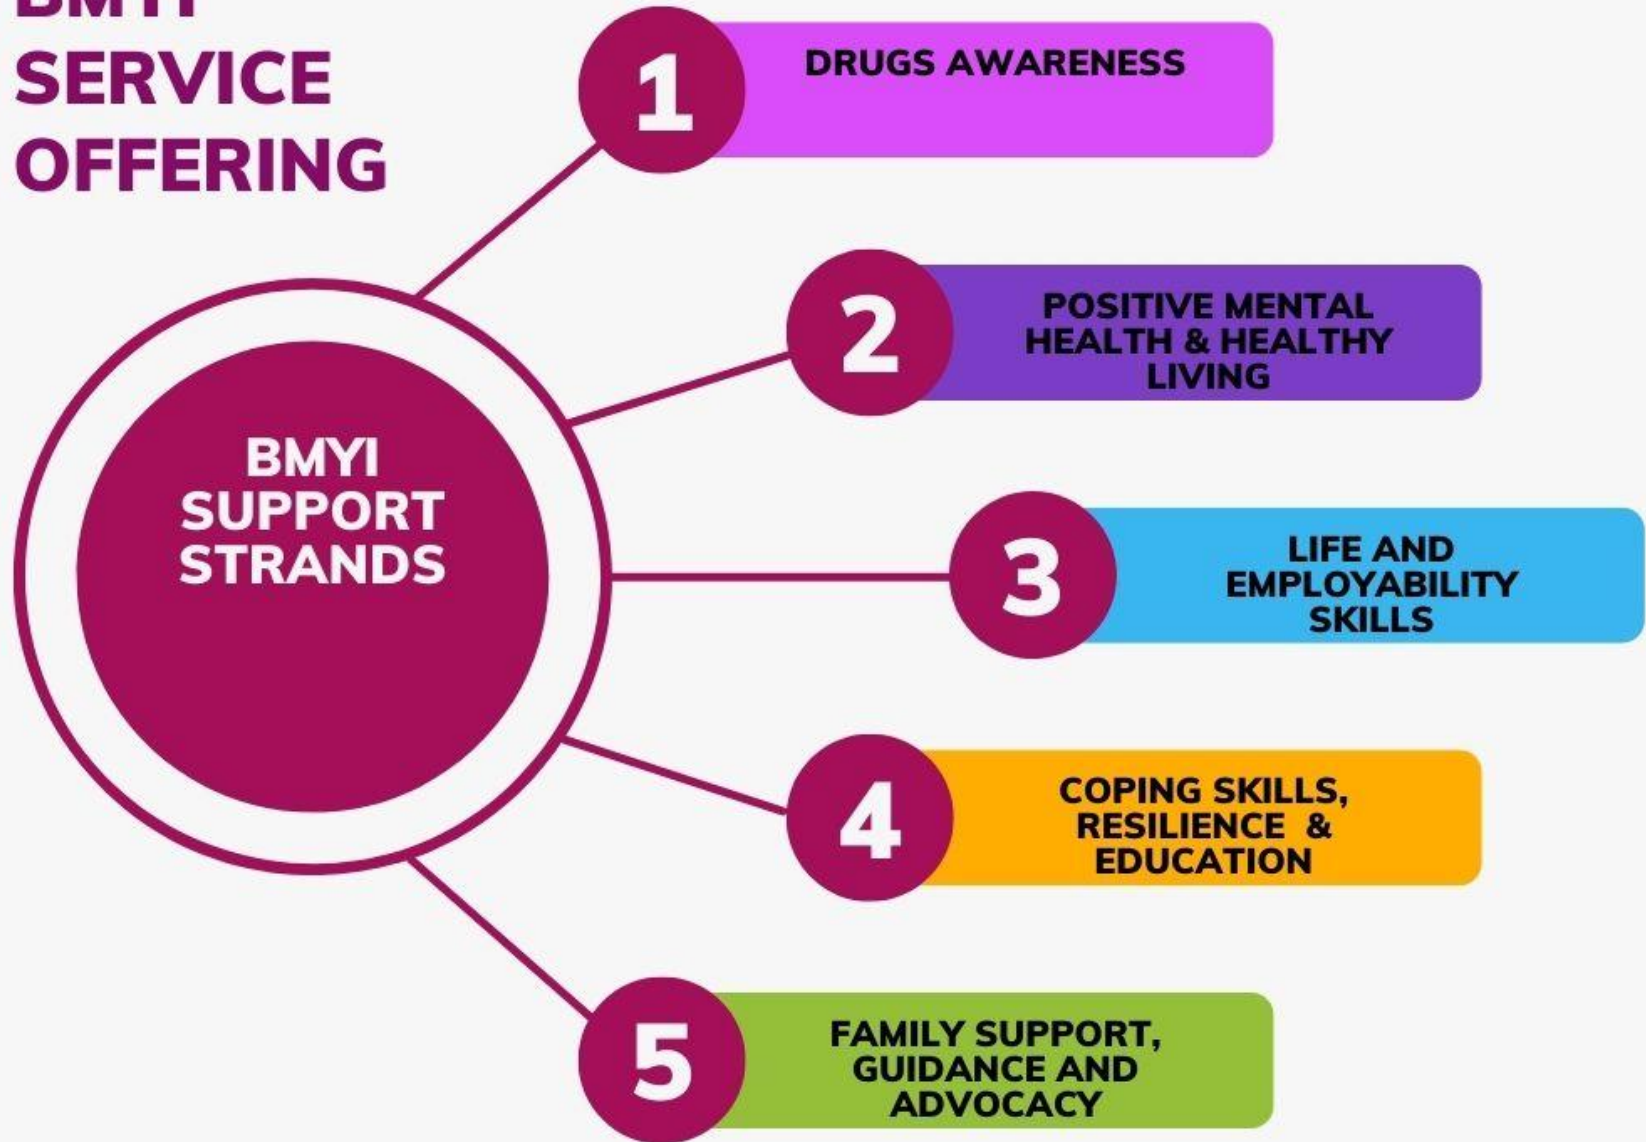 BMYI
SERVICE
OFFERING
1
DRUGS AWARENESS
2
POSITIVE MENTAL
HEALTH & HEALTHY
LIVING
BMYI
SUPPORT
STRANDS
3
LIFE AND
EMPLOYABILITY
SKILLS
4
COPING SKILLS,
RESILIENCE &
EDUCATION
5
FAMILY SUPPORT,
GUIDANCE AND
ADVOCACY